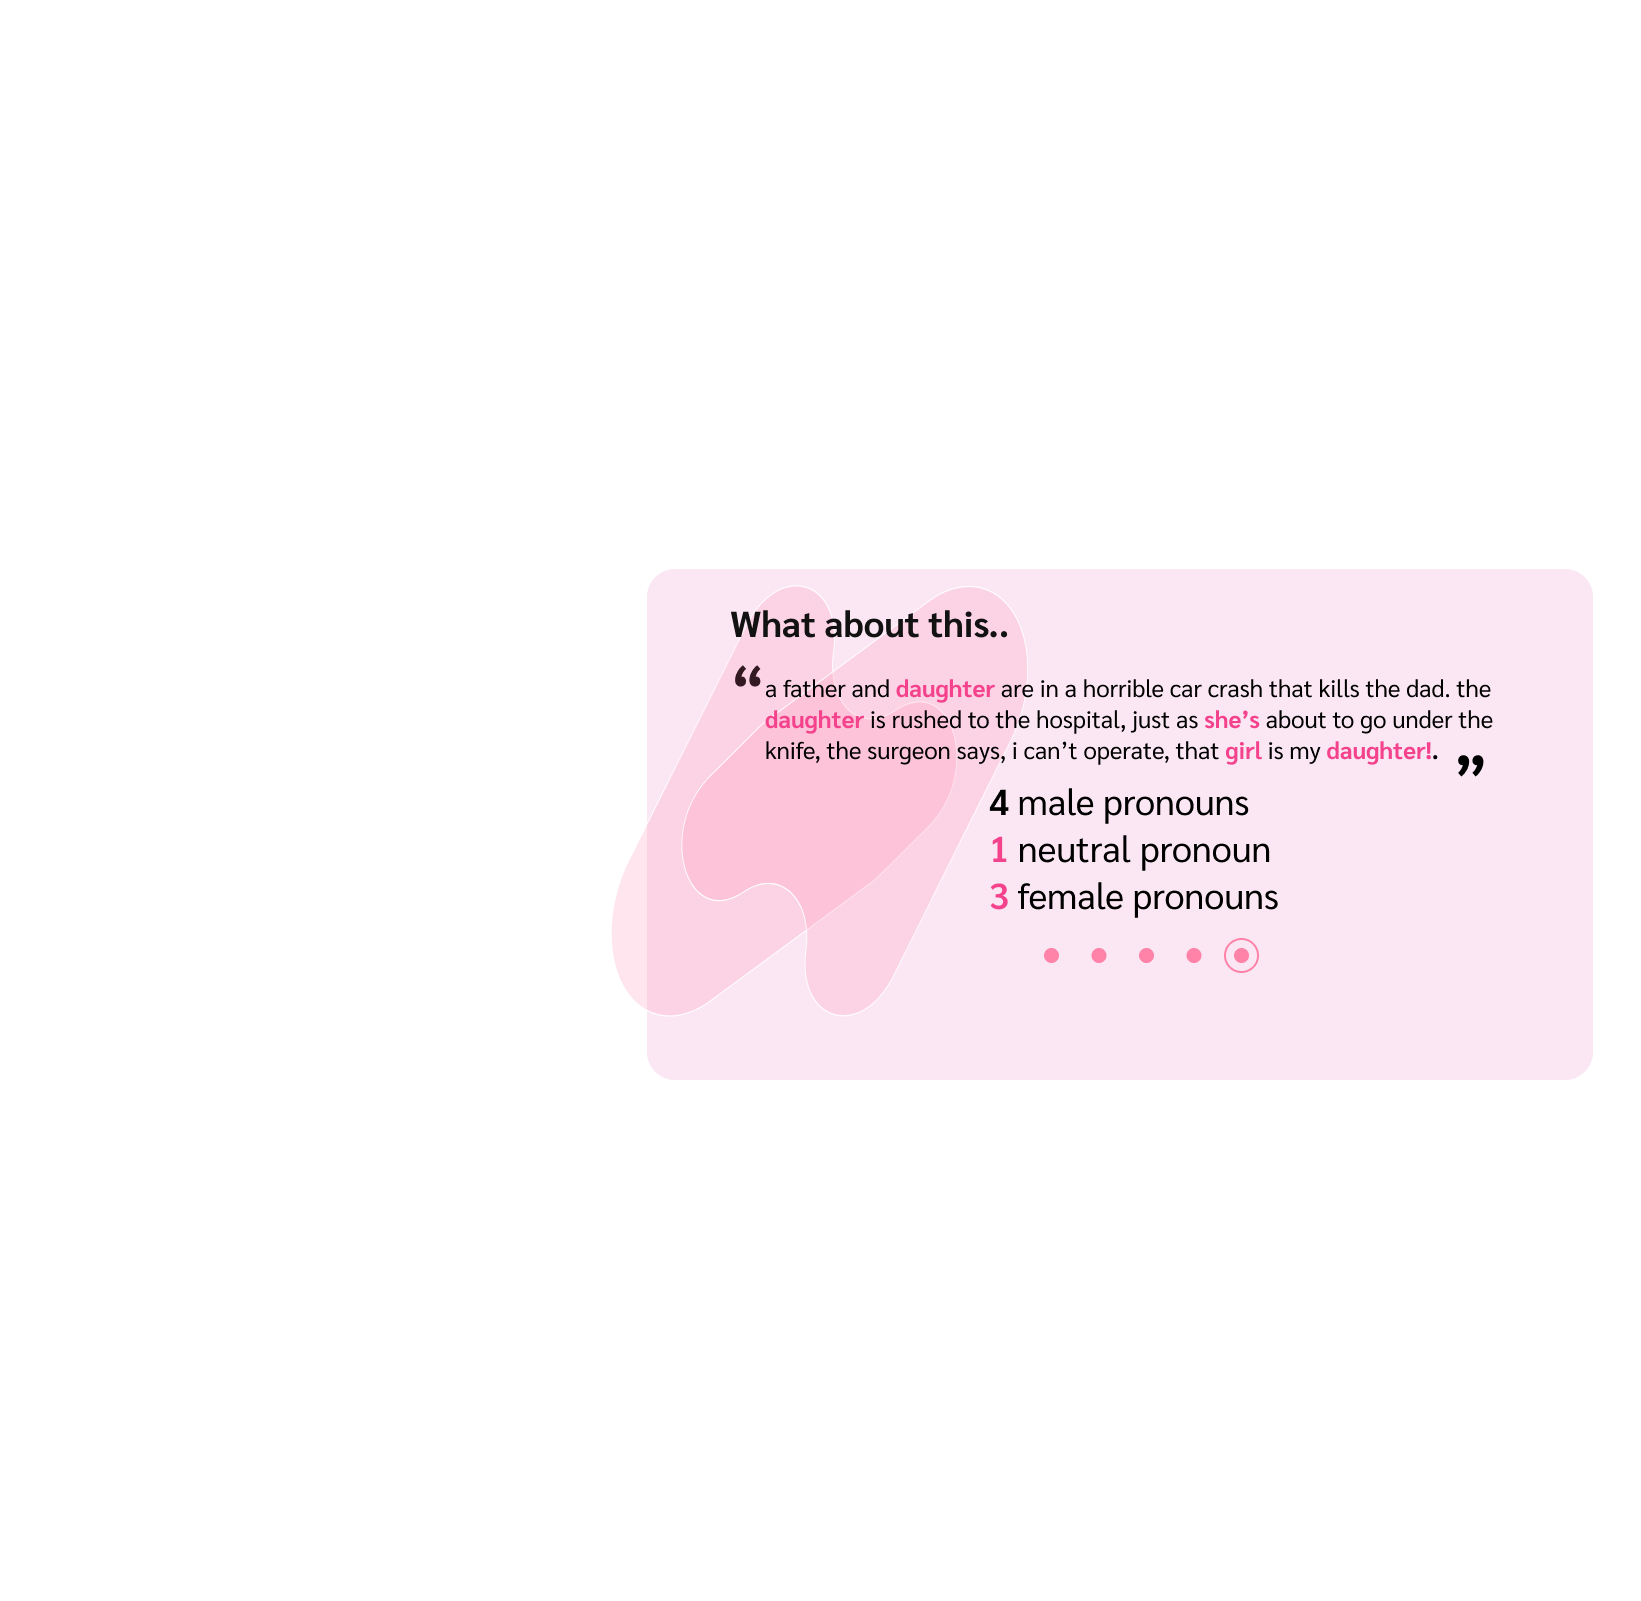 What about this..
“a father and daughter are in a horrible car crash that kills the dad. the
daughter is rushed to the hospital, just as she’s about to go under the
knife, the surgeon says, i can’t operate, that girl is my daughter!. ”
4 male pronouns
1 neutral pronoun
3 female pronouns